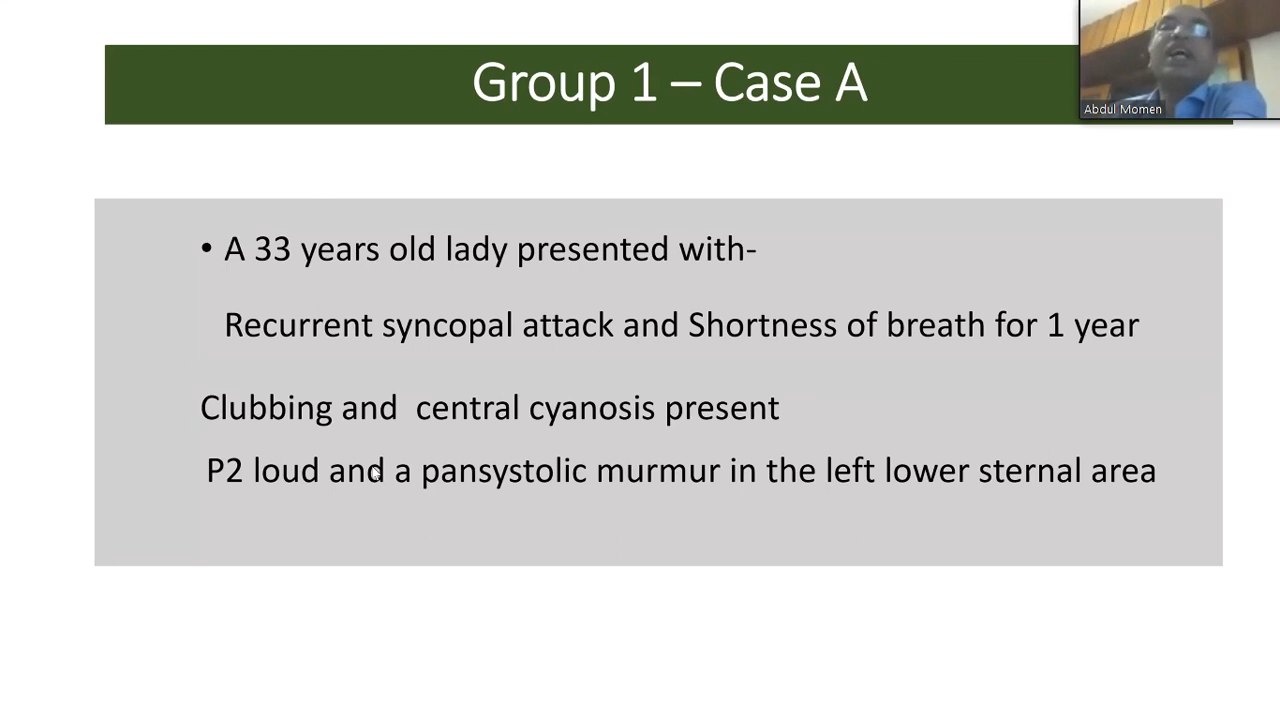 Group 1 – Case A
Abdul Momen
• A 33 years old lady presented with-
Recurrent syncopal attack and Shortness of breath for 1 year
Clubbing and central cyanosis present
P2 loud and a pansystolic murmur in the left lower sternal area